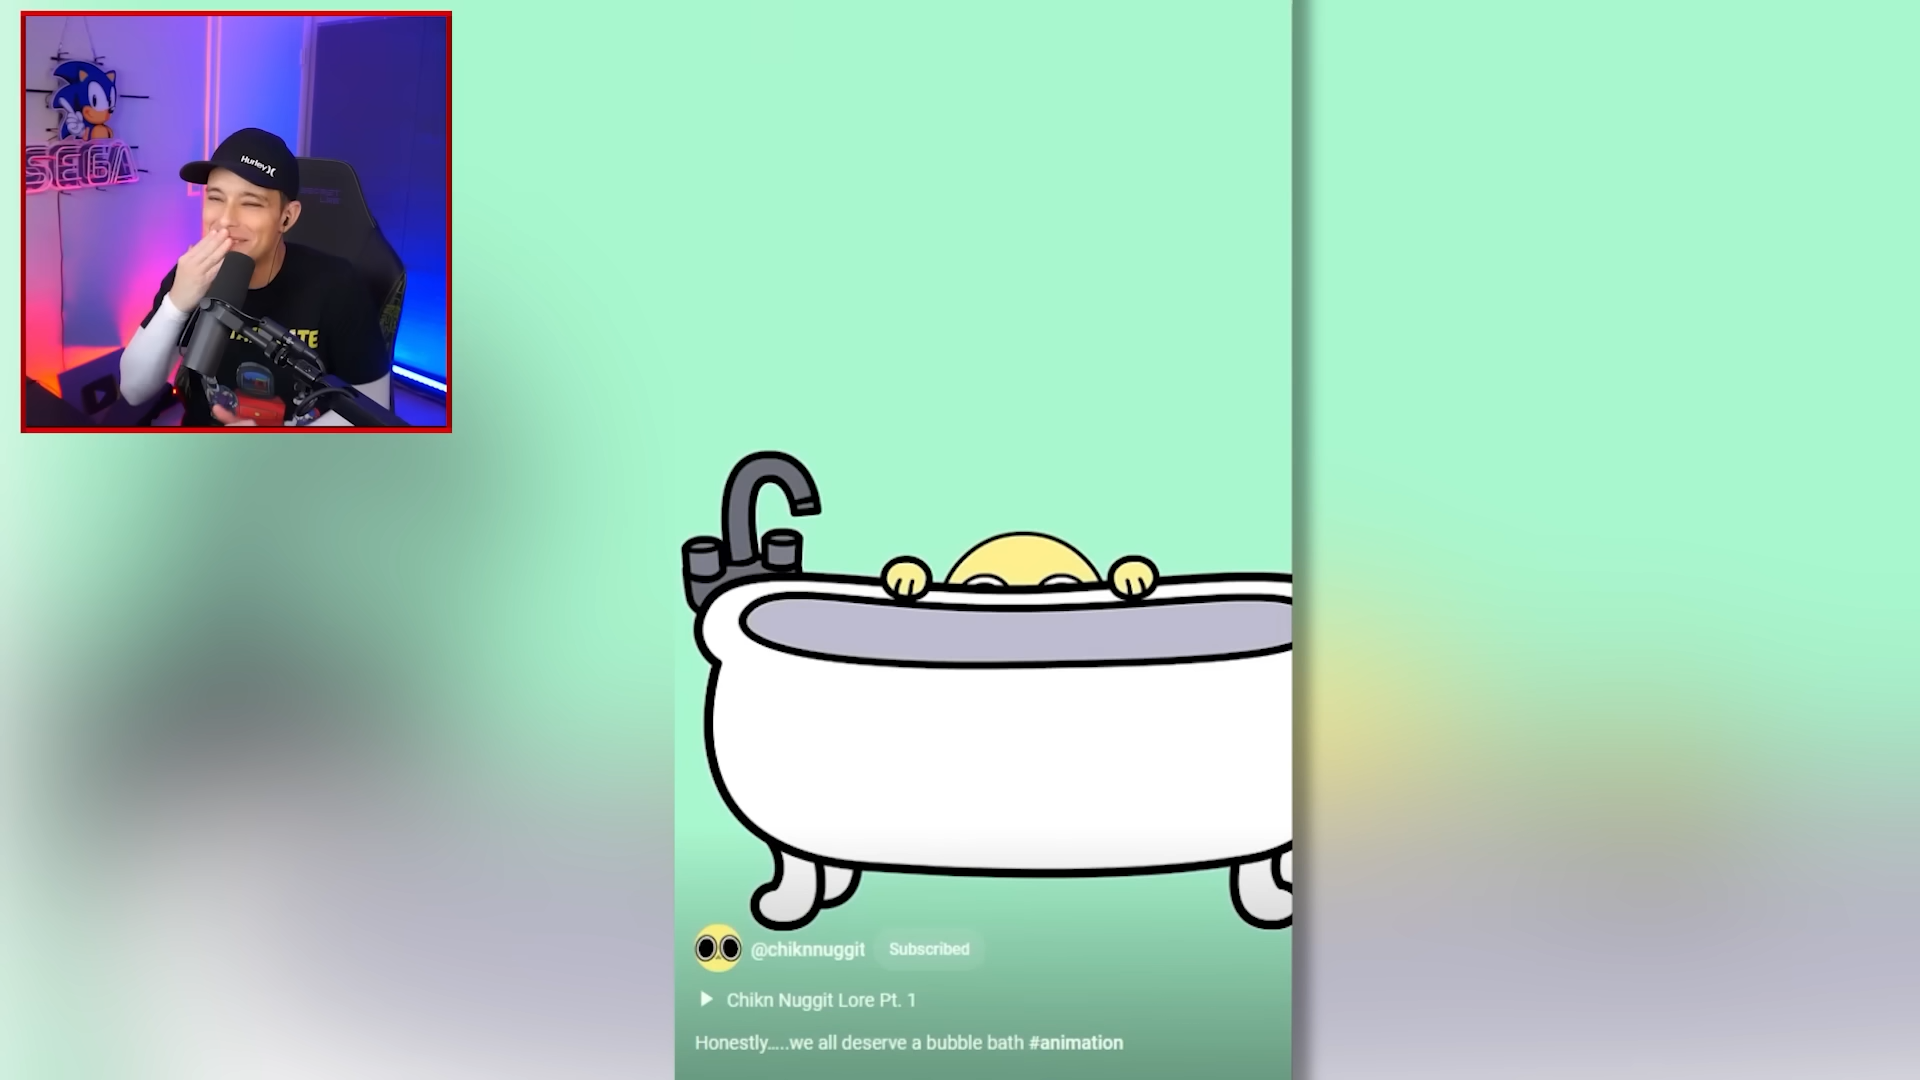 SEGA
Hurley
@chiknnuggit Subscribed
Chikn Nuggit Lore Pt. 1
Honestly.....we all deserve a bubble bath #animation